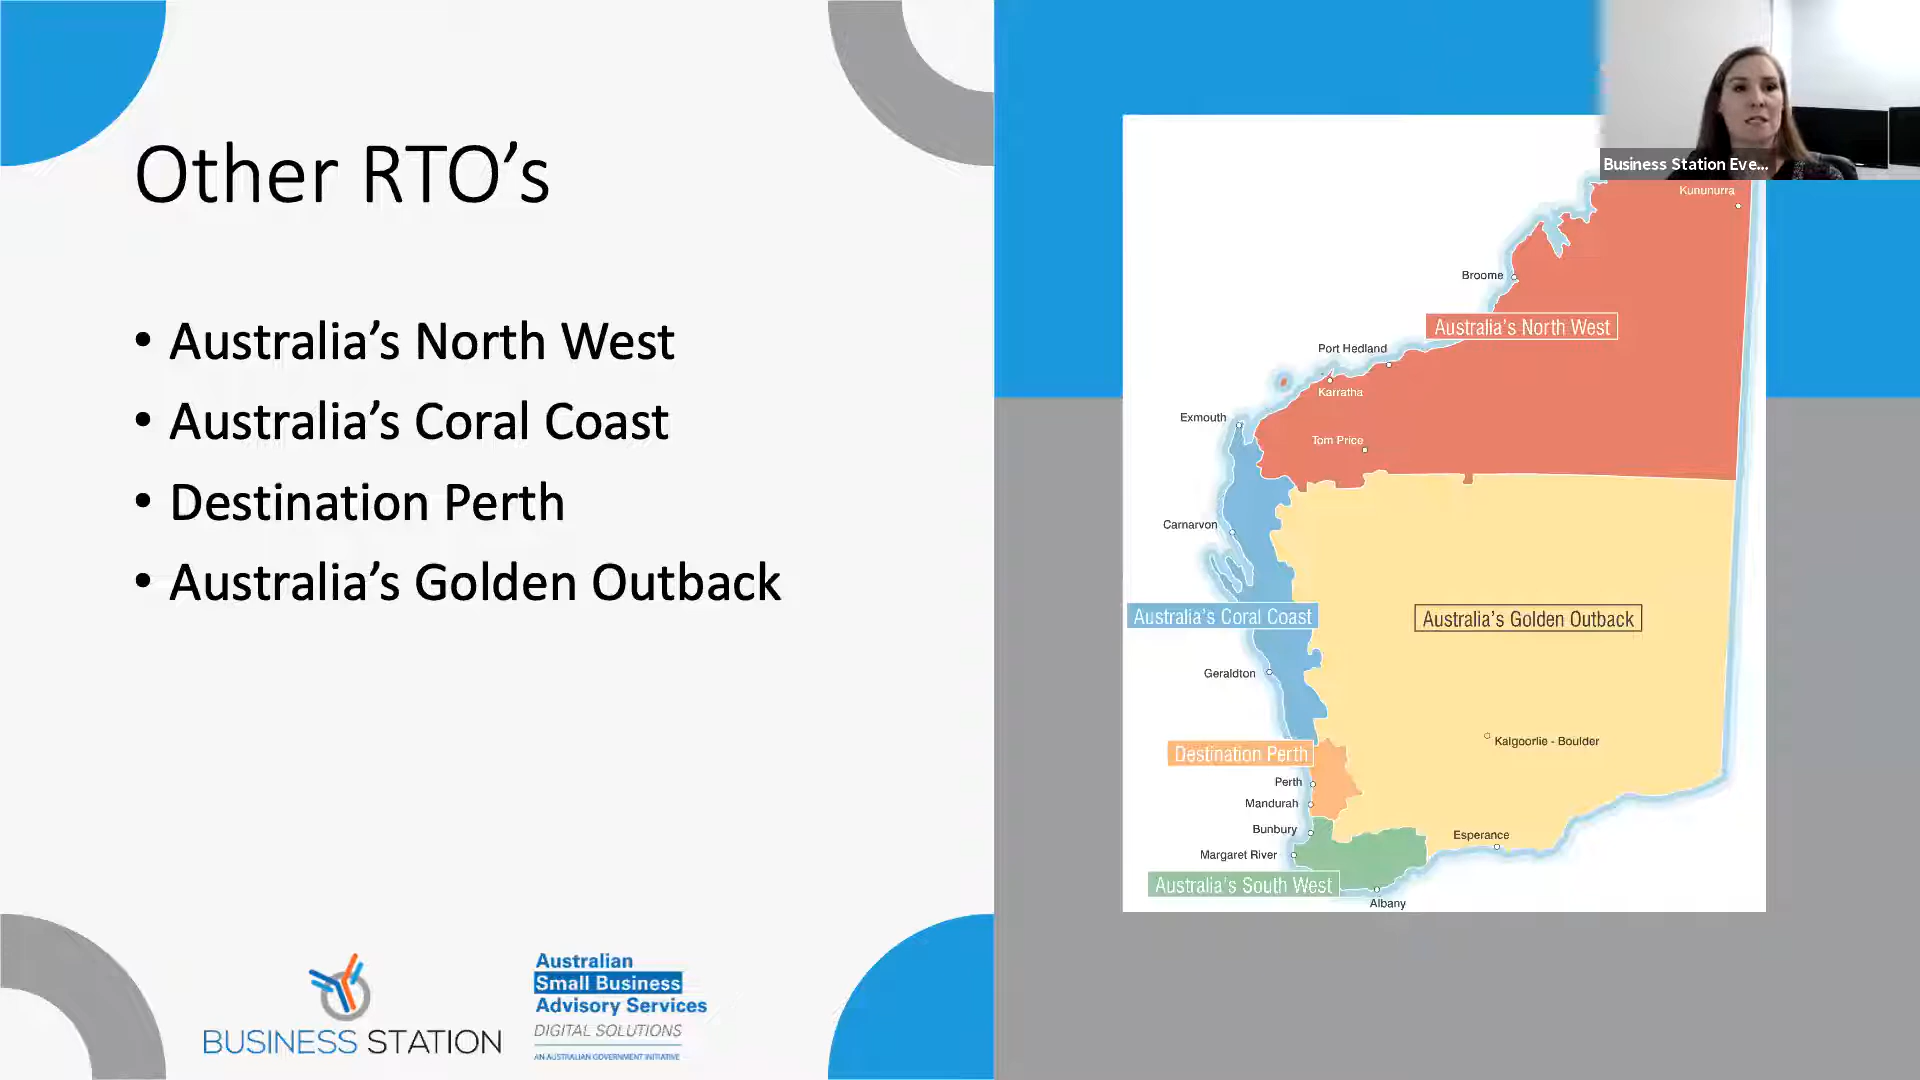 Other RTO’s
• Australia’s North West
• Australia’s Coral Coast
• Destination Perth
• Australia’s Golden Outback
BUSINESS STATION
Australian
Small Business
Advisory Services
DIGITAL SOLUTIONS
AN AUSTRALIAN GOVERNMENT INITIATIVE
Business Station Eve...
Kununurra
Broome
Australia’s North West
Port Hedland
Karratha
Exmouth
Tom Price
Carnarvon
Australia’s Coral Coast
Australia’s Golden Outback
Geraldton
Kalgoorlie - Boulder
Destination Perth
Perth
Mandurah
Bunbury
Esperance
Margaret River
Australia’s South West
Albany